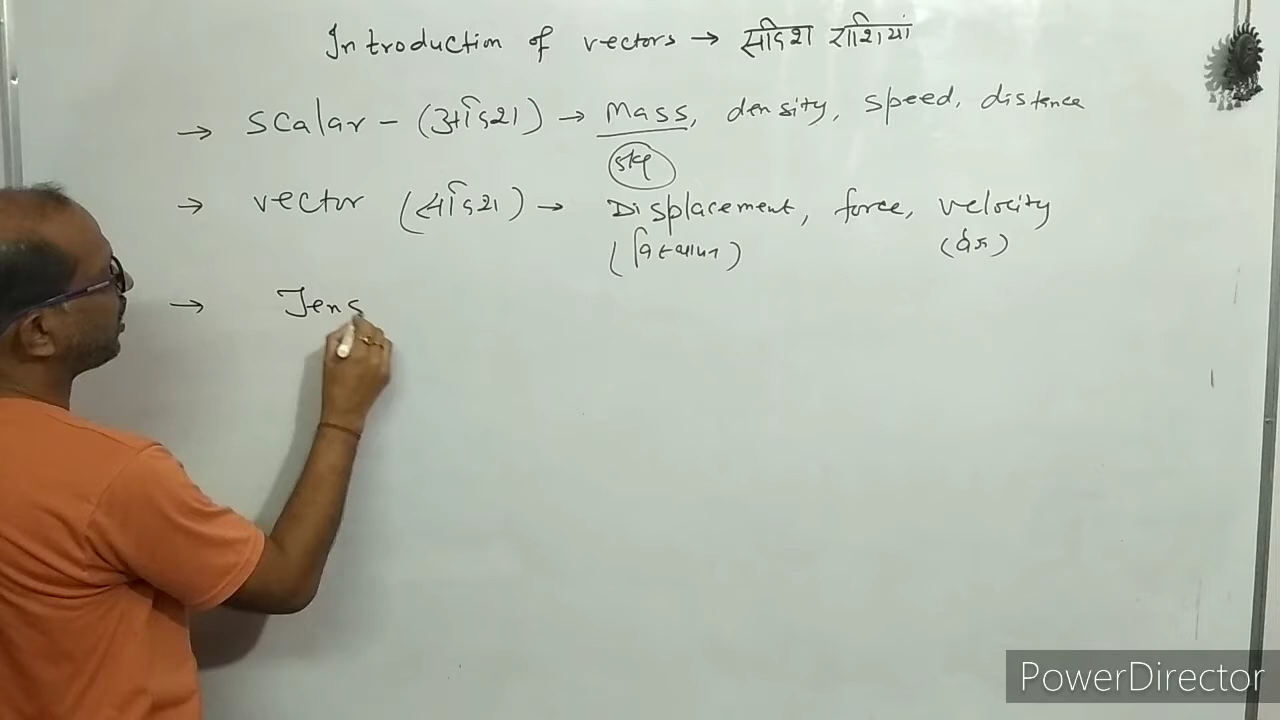 Introduction of vectors → सदिश राशियां
→ scalar - (अदिश) → Mass, density, speed, distance
→ vector (सदिश) → Displacement, force, velocity
(विस्थापन) (वेग)
→ Tens
PowerDirector